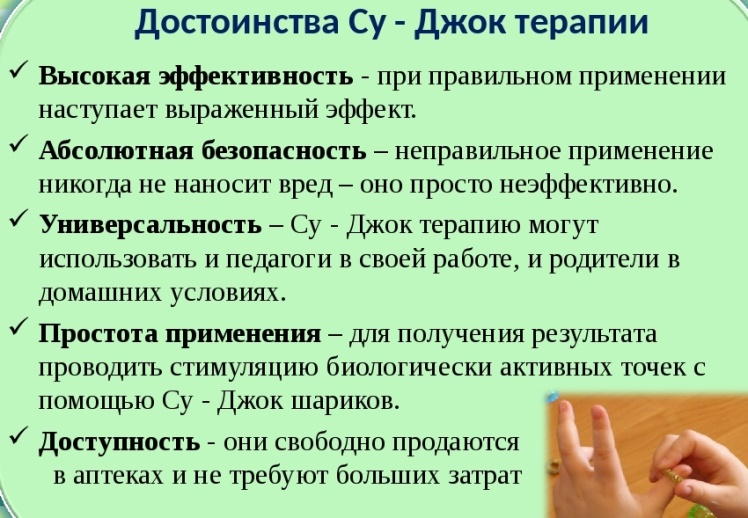 Достоинства Су - Джок терапии
✓ Высокая эффективность - при правильном применении
наступает выраженный эффект.
✓ Абсолютная безопасность – неправильное применение
никогда не наносит вред – оно просто неэффективно.
✓ Универсальность – Су - Джок терапию могут
использовать и педагоги в своей работе, и родители в
домашних условиях.
✓ Простота применения – для получения результата
проводить стимуляцию биологически активных точек с
помощью Су - Джок шариков.
✓ Доступность - они свободно продаются
в аптеках и не требуют больших затрат